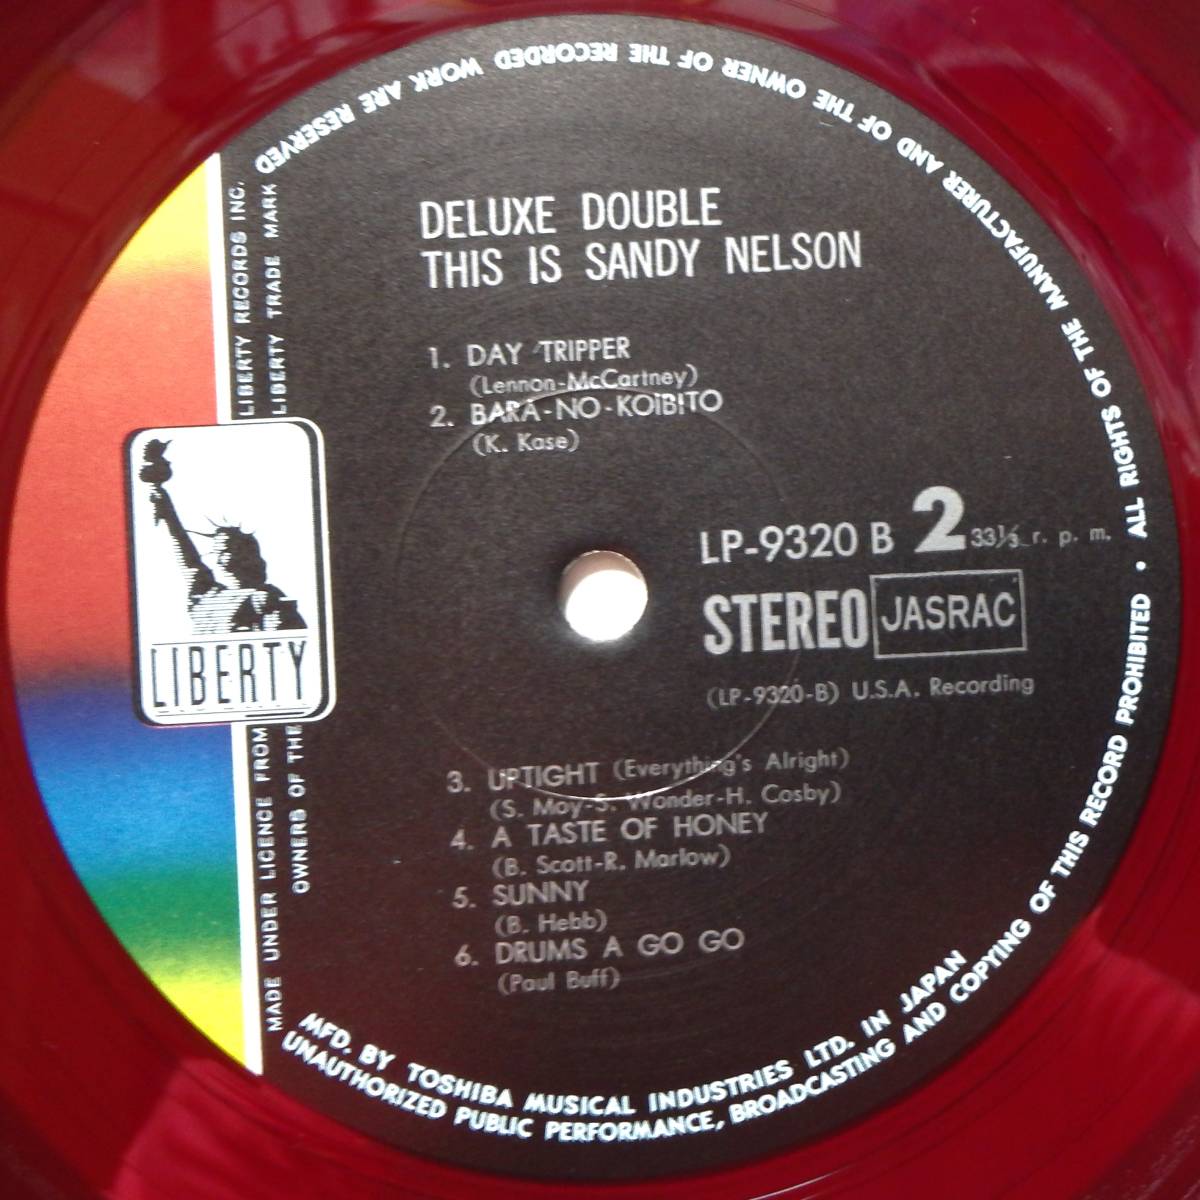 DELUXE DOUBLE
THIS IS SANDY NELSON
1. DAY TRIPPER
(Lennon-McCartney)
2. BARA-NO-KOIBITO
(K. Kase)
LP-9320 B 2 33⅓ r. p. m.
STEREO JASRAC
(LP-9320-B) U.S.A. Recording
3. UPTIGHT (Everything's Alright)
(S. Moy-S. Wonder-H. Cosby)
4. A TASTE OF HONEY
(B. Scott-R. Marlow)
5. SUNNY
(B. Hebb)
6. DRUMS A GO GO
(Paul Buff)
LIBERTY
MADE UNDER LICENCE FROM LIBERTY RECORDS INC.
OWNERS OF THE LIBERTY TRADE MARK
MFD. BY TOSHIBA MUSICAL INDUSTRIES LTD. IN JAPAN
UNAUTHORIZED PUBLIC PERFORMANCE, BROADCASTING AND COPYING OF THIS RECORD PROHIBITED • ALL RIGHTS OF THE MANUFACTURER AND OF THE OWNER OF THE RECORDED WORK ARE RESERVED